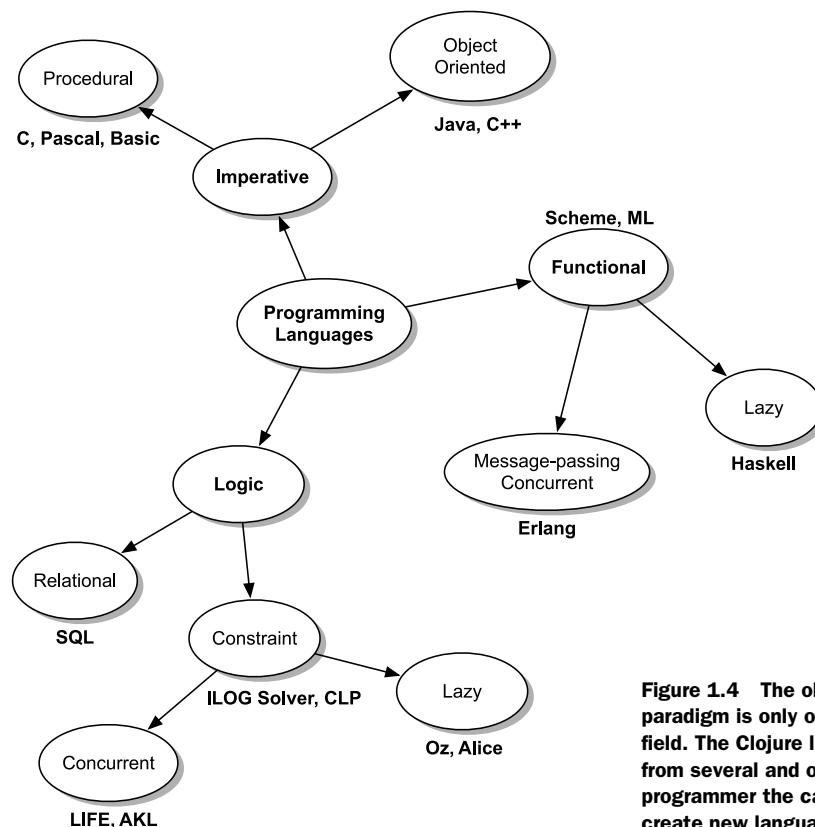 Object
Oriented
Procedural
Java, C++
C, Pascal, Basic
Imperative
Scheme, ML
Functional
Programming
Languages
Lazy
Haskell
Message-passing
Concurrent
Erlang
Logic
Relational
SQL
Constraint
ILOG Solver, CLP
Lazy
Oz, Alice
Concurrent
LIFE, AKL
Figure 1.4 The
paradigm is only
field. The Clojure
from several and
programmer the
create new